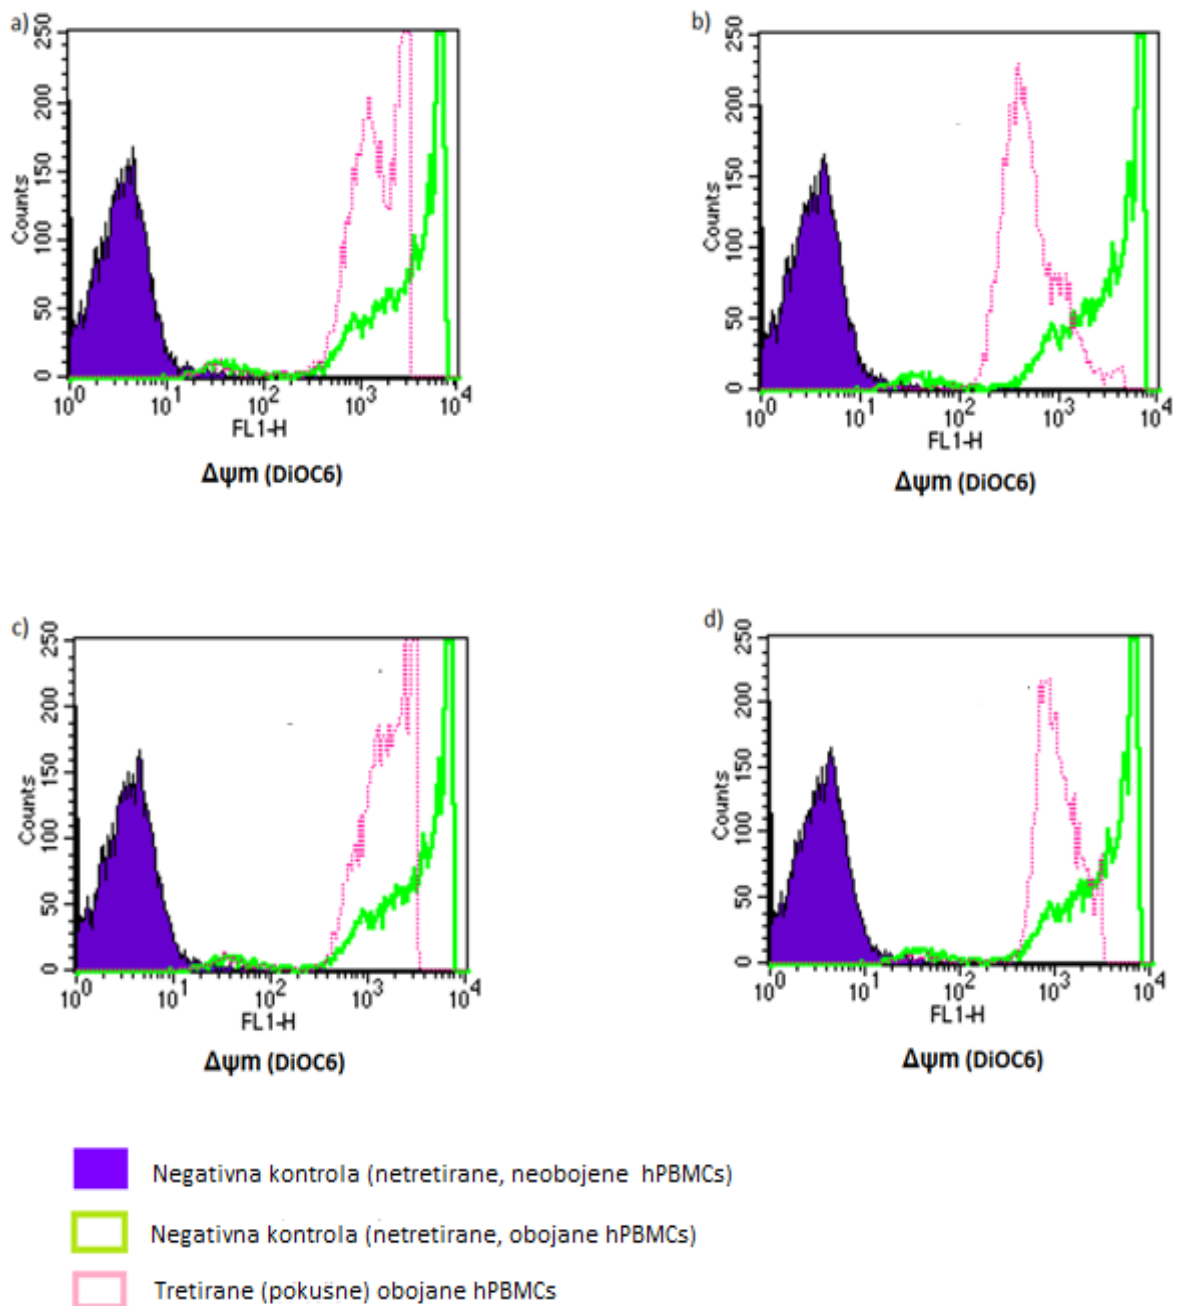 a)
250
200
150
100
50
0
Counts
10^0 10^1 10^2 10^3 10^4
FL1-H
Δψm (DiOC6)
b)
250
200
150
100
50
0
Counts
10^0 10^1 10^2 10^3 10^4
FL1-H
Δψm (DiOC6)
c)
250
200
150
100
50
0
Counts
10^0 10^1 10^2 10^3 10^4
FL1-H
Δψm (DiOC6)
d)
250
200
150
100
50
0
Counts
10^0 10^1 10^2 10^3 10^4
FL1-H
Δψm (DiOC6)
Negativna kontrola (netretirane, neobojene hPBMCs)
Negativna kontrola (netretirane, obojane hPBMCs)
Tretirane (pokušne) obojane hPBMCs